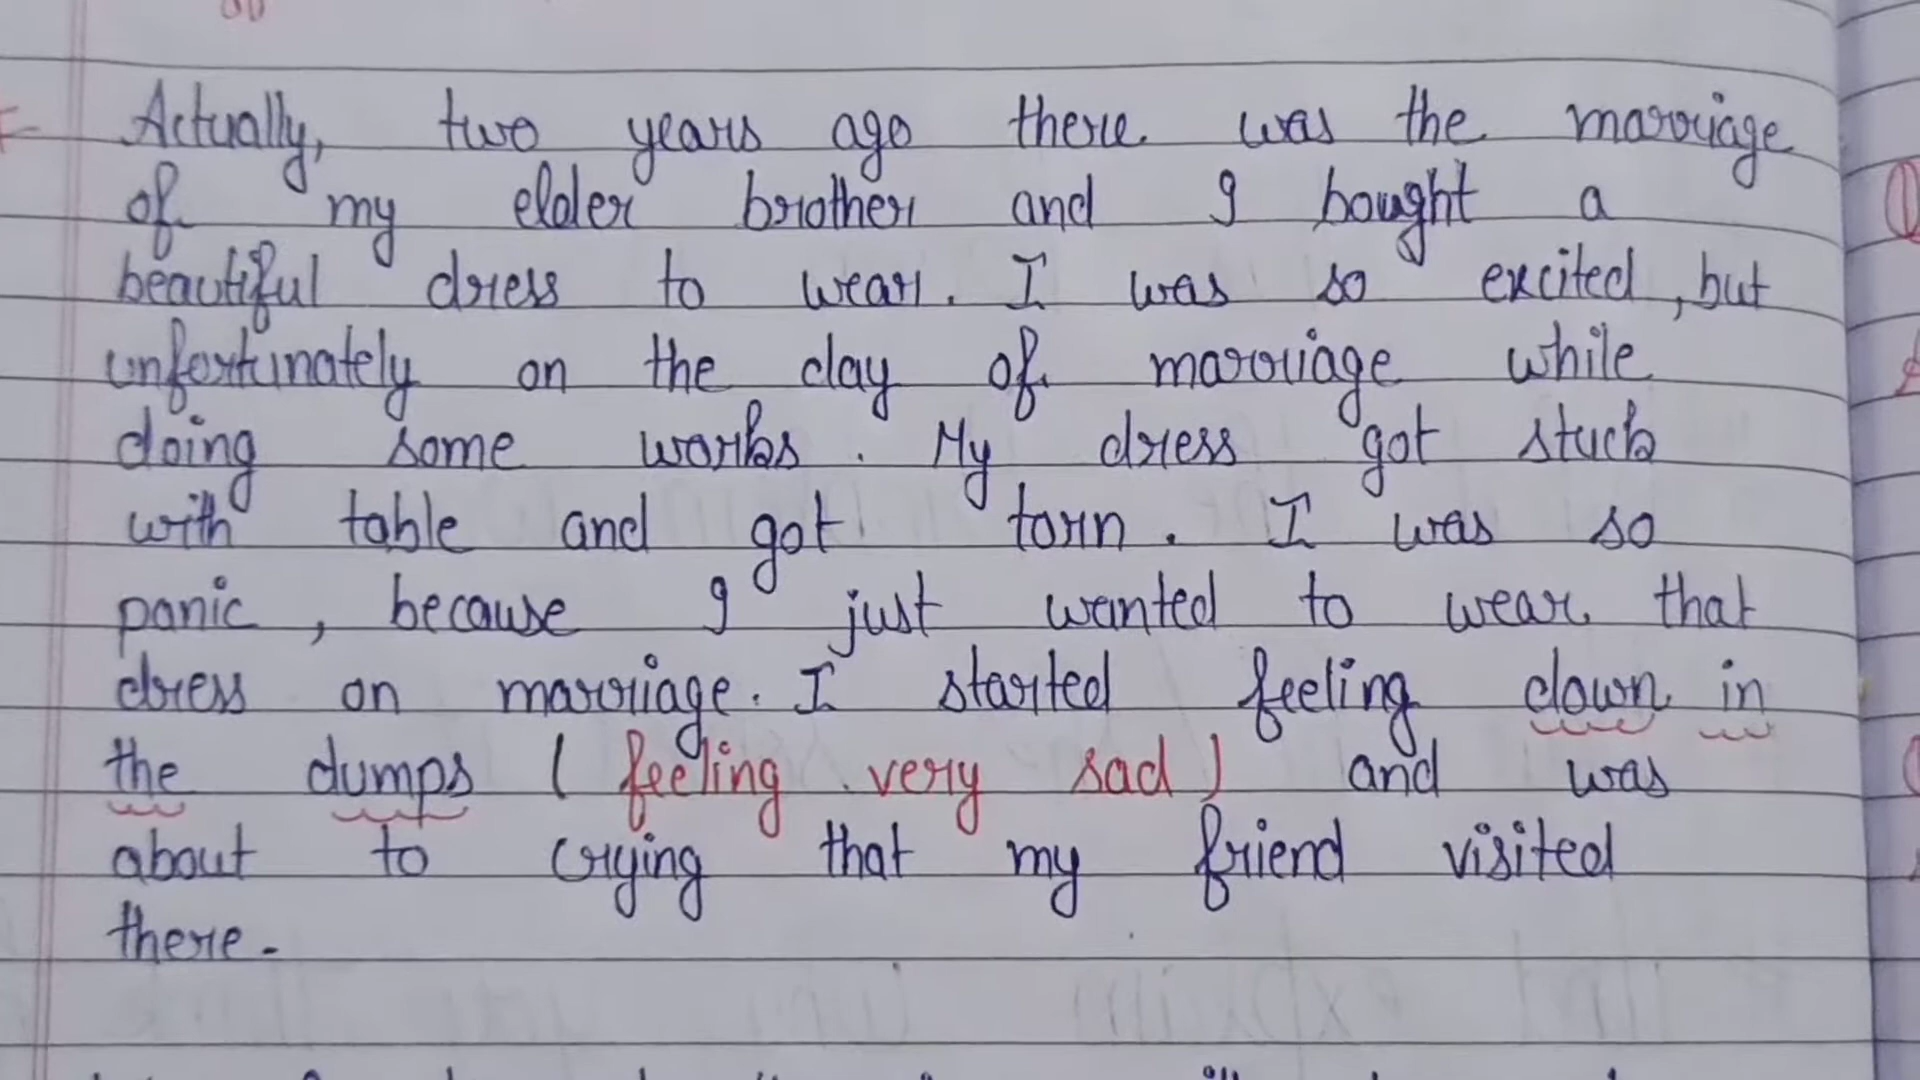 Actually, two years ago there was the marriage
of my elder brother and I bought a
beautiful dress to wear. I was so excited, but
unfortunately on the day of marriage while
doing some works. My dress got stuck
with table and got torn. I was so
panic, because I just wanted to wear that
dress on marriage. I started feeling down in
the dumps (feeling very sad) and was
about to crying that my friend visited
there.